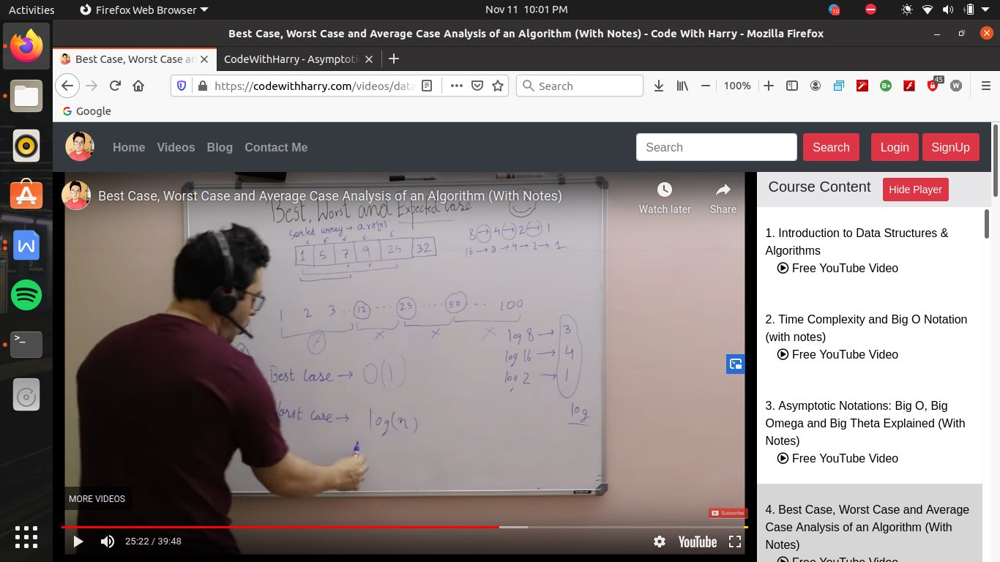 Activities
Firefox Web Browser
Nov 11 10:01 PM
10
Best Case, Worst Case and Average Case Analysis of an Algorithm (With Notes) - Code With Harry - Mozilla Firefox
Best Case, Worst Case an
CodeWithHarry - Asymptoti
https://codewithharry.com/videos/data
Search
100%
45
Google
Home
Videos
Blog
Contact Me
Search
Search
Login
SignUp
Best Case, Worst Case and Average Case Analysis of an Algorithm (With Notes)
Watch later
Share
Best, Worst and Expected Case
Sorted array → arr[n]
1 5 7 9 24 32
8 → 4 → 2 → 1
16 → 8 → 4 → 2 → 1
1 2 3 .. 12 ... 25 .... 50 ... 100
x x x
log 8 → 3
log 16 → 4
log 2 → 1
Best Case → O(1)
Worst Case → log(n)
log
MORE VIDEOS
Subscribe
25:22 / 39:48
YouTube
Course Content
Hide Player
1. Introduction to Data Structures &
Algorithms
Free YouTube Video
2. Time Complexity and Big O Notation
(with notes)
Free YouTube Video
3. Asymptotic Notations: Big O, Big
Omega and Big Theta Explained (With
Notes)
Free YouTube Video
4. Best Case, Worst Case and Average
Case Analysis of an Algorithm (With
Notes)
Free YouTube Video